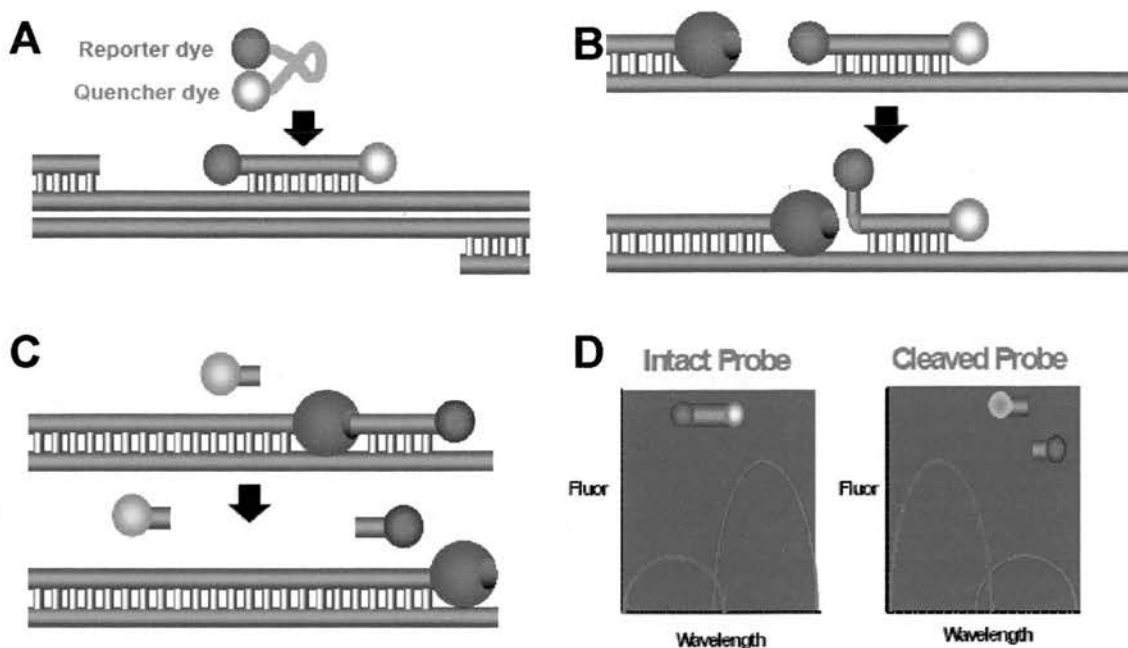 A
Reporter dye
Quencher dye
B
C
D
Intact Probe
Cleaved Probe
Fluor
Fluor
Wavelength
Wavelength